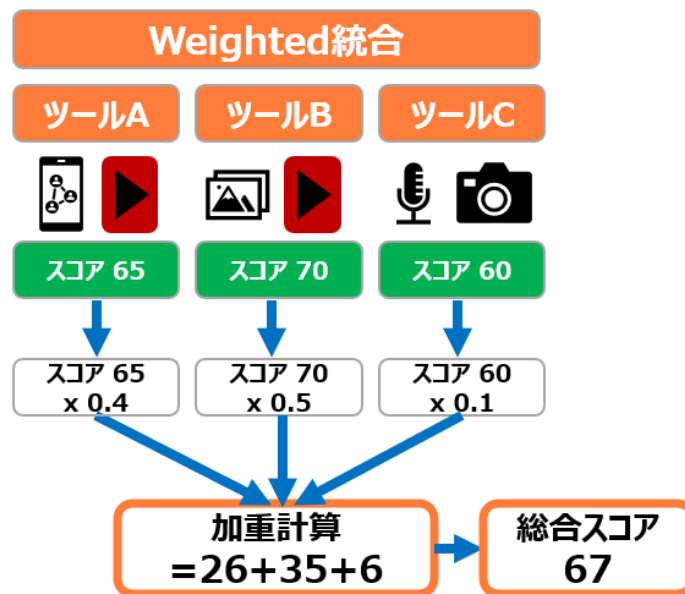 Weighted統合
ツールA
ツールB
ツールC
スコア 65
スコア 70
スコア 60
スコア 65
x 0.4
スコア 70
x 0.5
スコア 60
x 0.1
加重計算
=26+35+6
総合スコア
67